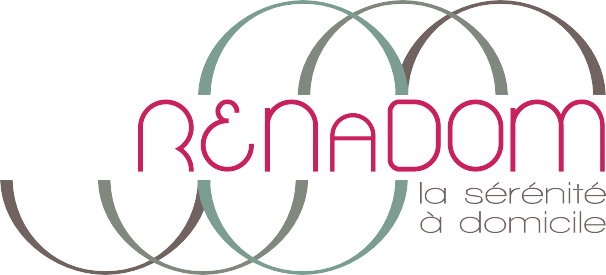 RENADOM
la sérénité
à domicile